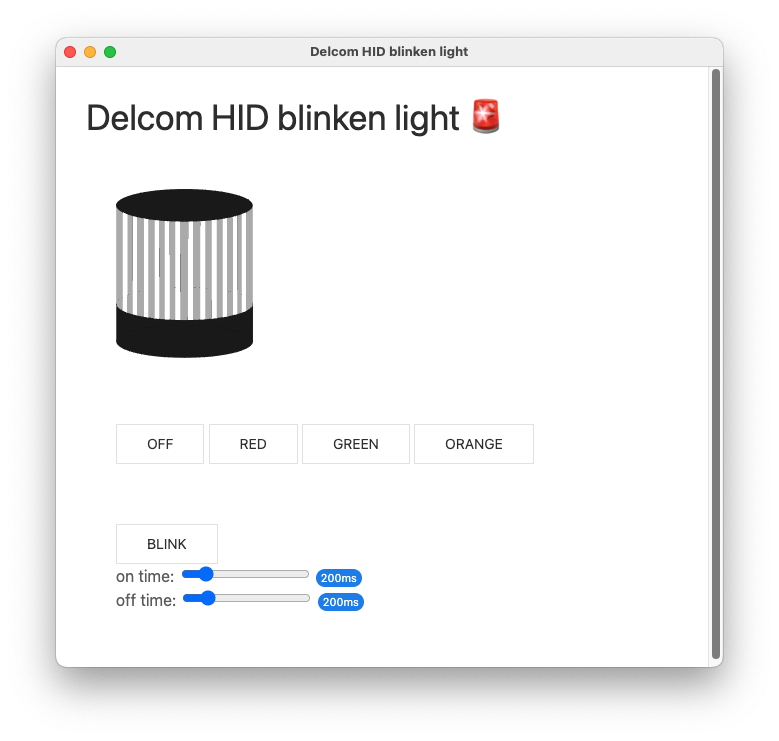 Delcom HID blinken light
Delcom HID blinken light 🚨
OFF RED GREEN ORANGE
BLINK
on time: 200ms
off time: 200ms